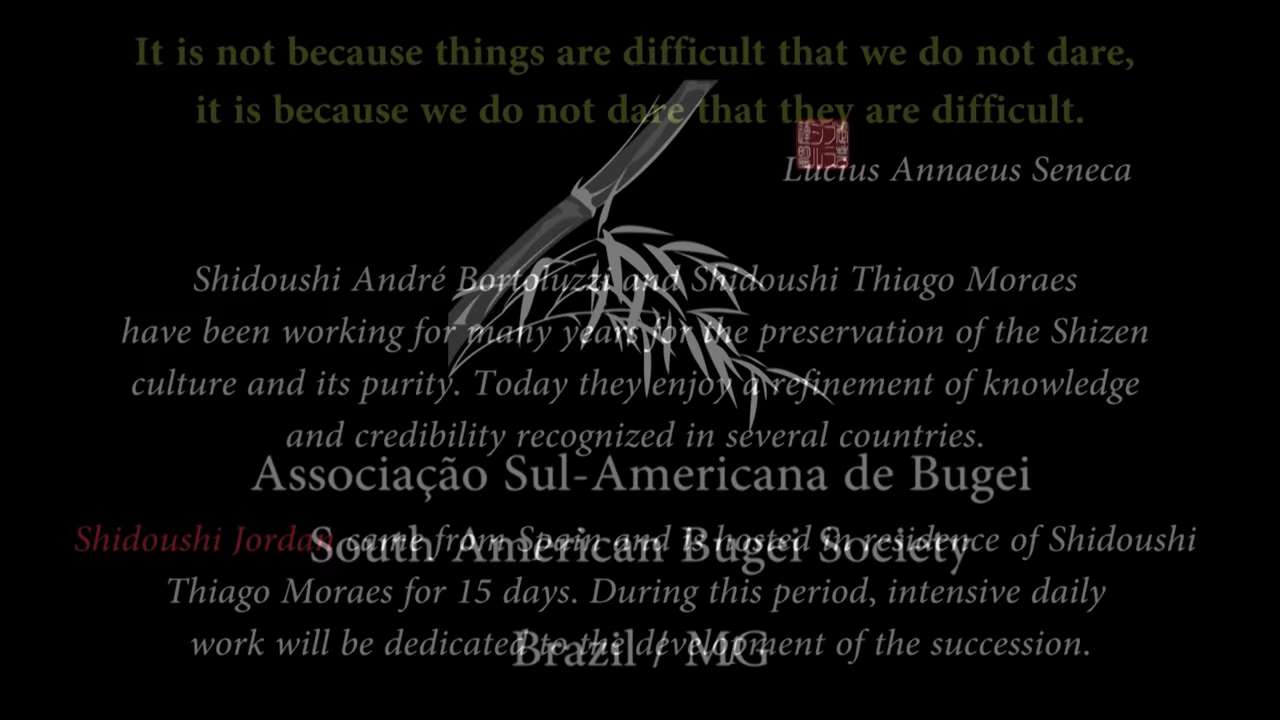 It is not because things are difficult that we do not dare,
it is because we do not dare that they are difficult.
Lucius Annaeus Seneca
Shidoushi André Bortoluzzi and Shidoushi Thiago Moraes
have been working for many years for the preservation of the Shizen
culture and its purity. Today they enjoy a refinement of knowledge
and credibility recognized in several countries.
Associação Sul-Americana de Bugei
Shidoushi Jordan came from Spain and is hosted in residence of Shidoushi
South American Bugei Society
Thiago Moraes for 15 days. During this period, intensive daily
work will be dedicated to the development of the succession.
Brazil / MG